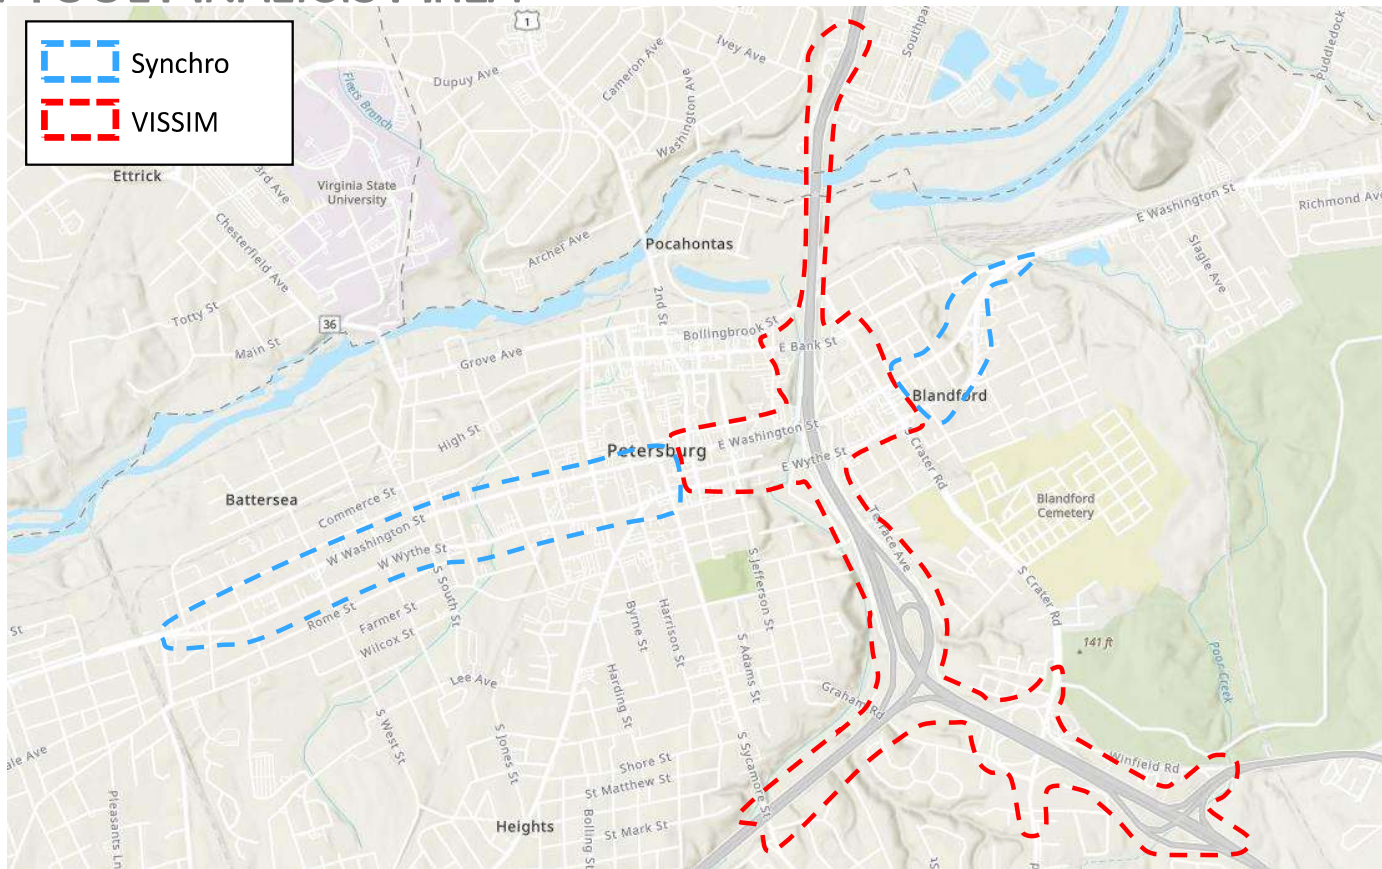 Synchro
VISSIM
1
Dupuy Ave
Cameron Ave
Ivey Ave
Washington Ave
Southpar
Puddledock
Fleets Branch
Ettrick
3rd Ave
Virginia State
University
Chesterfield Ave
E Washington St
Richmond Av
Slagle Ave
Archer Ave
Pocahontas
2nd St
Totty St
36
Main St
Grove Ave
Bollingbrook St
E Bank St
Blandford
High St
Petersburg
E Washington St
E Wythe St
S Crater Rd
Battersea
Commerce St
W Washington St
W Wythe St
Blandford
Cemetery
Terrace Ave
S Jefferson St
S South St
S Crater Rd
St
Rome St
Farmer St
Wilcox St
Byrne St
Harrison St
S Adams St
141 ft
Poor Creek
Lee Ave
Harding St
Graham Rd
S West St
S Jones St
S Sycamore St
ale Ave
Shore St
St Matthew St
Winfield Rd
Pleasants Ln
Heights
Bolling St
St Mark St